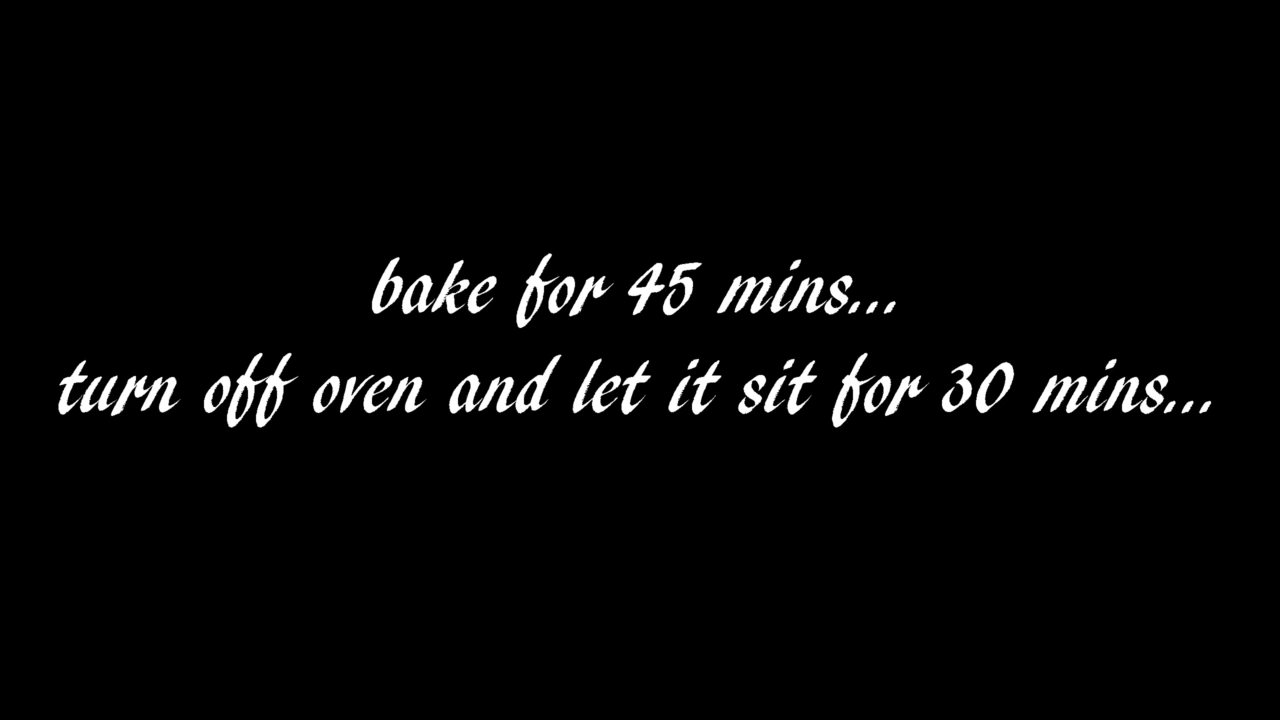 bake for 45 mins...
turn off oven and let it sit for 30 mins...